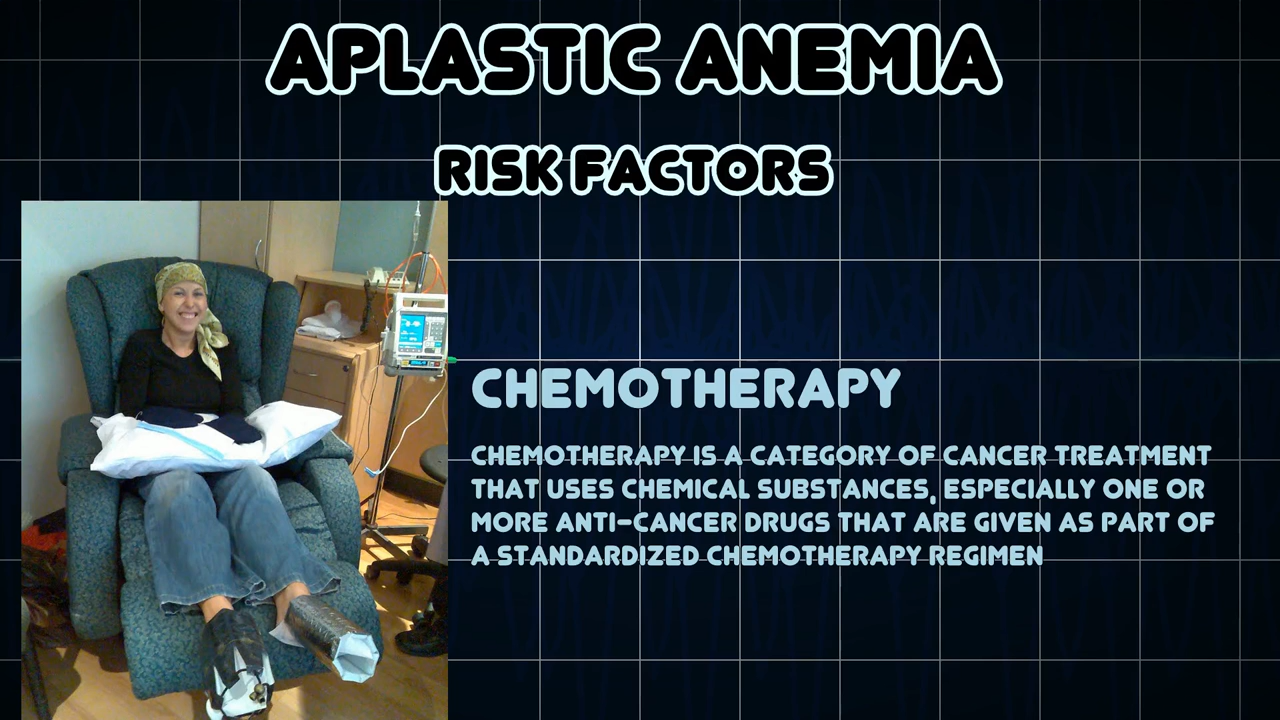 APLASTIC ANEMIA
RISK FACTORS
CHEMOTHERAPY
CHEMOTHERAPY IS A CATEGORY OF CANCER TREATMENT
THAT USES CHEMICAL SUBSTANCES, ESPECIALLY ONE OR
MORE ANTI-CANCER DRUGS THAT ARE GIVEN AS PART OF
A STANDARDIZED CHEMOTHERAPY REGIMEN